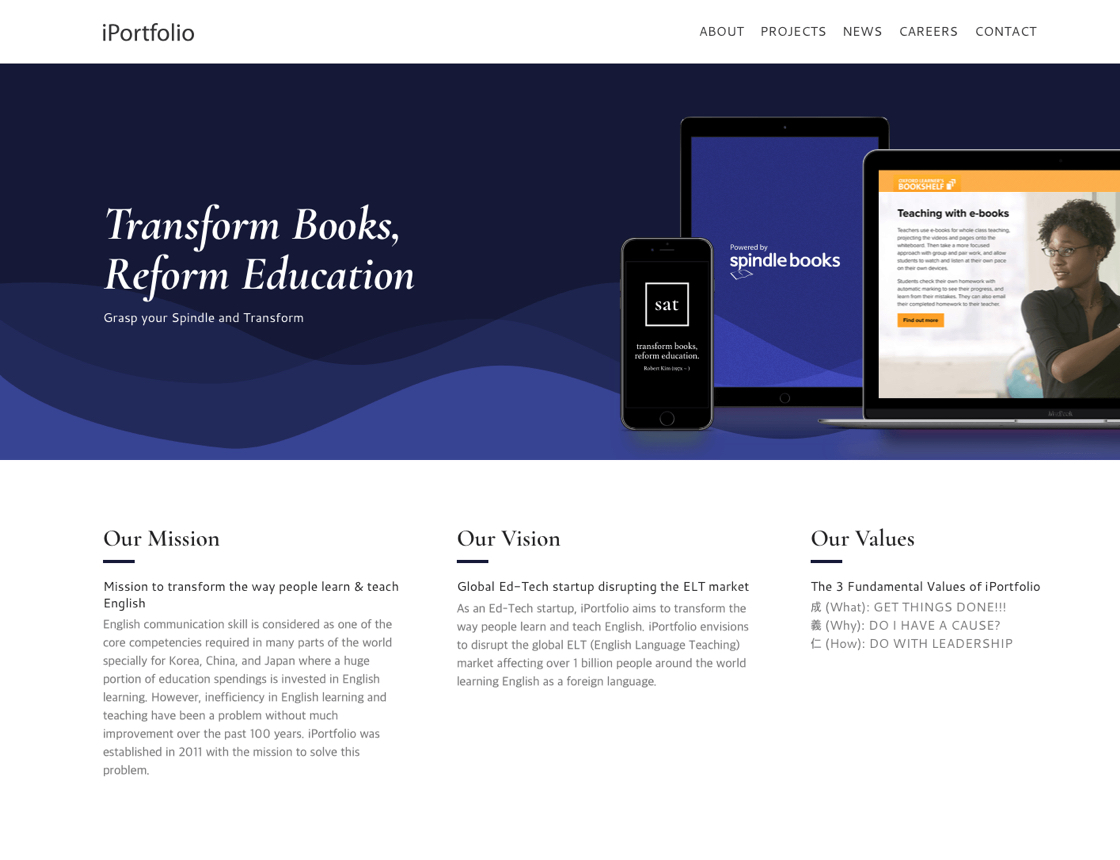 iPortfolio
ABOUT PROJECTS NEWS CAREERS CONTACT
Transform Books,
Reform Education
Grasp your Spindle and Transform
sat
transform books,
reform education.
Robert Kim (1971 – )
Powered by
spindle books
OXFORD LEARNER'S
BOOKSHELF
Teaching with e-books
Teachers use e-books for whole class teaching,
projecting the videos and pages onto the
whiteboard. Then take a more focused
approach with group and pair work, and allow
students to watch and listen at their own pace
on their own devices.
Students check their own homework with
automatic marking to see their progress, and
learn from their mistakes. They can also email
their completed homework to their teacher.
Find out more
Our Mission
Mission to transform the way people learn & teach
English
English communication skill is considered as one of the
core competencies required in many parts of the world
specially for Korea, China, and Japan where a huge
portion of education spendings is invested in English
learning. However, inefficiency in English learning and
teaching have been a problem without much
improvement over the past 100 years. iPortfolio was
established in 2011 with the mission to solve this
problem.
Our Vision
Global Ed-Tech startup disrupting the ELT market
As an Ed-Tech startup, iPortfolio aims to transform the
way people learn and teach English. iPortfolio envisions
to disrupt the global ELT (English Language Teaching)
market affecting over 1 billion people around the world
learning English as a foreign language.
Our Values
The 3 Fundamental Values of iPortfolio
成 (What): GET THINGS DONE!!!
義 (Why): DO I HAVE A CAUSE?
仁 (How): DO WITH LEADERSHIP